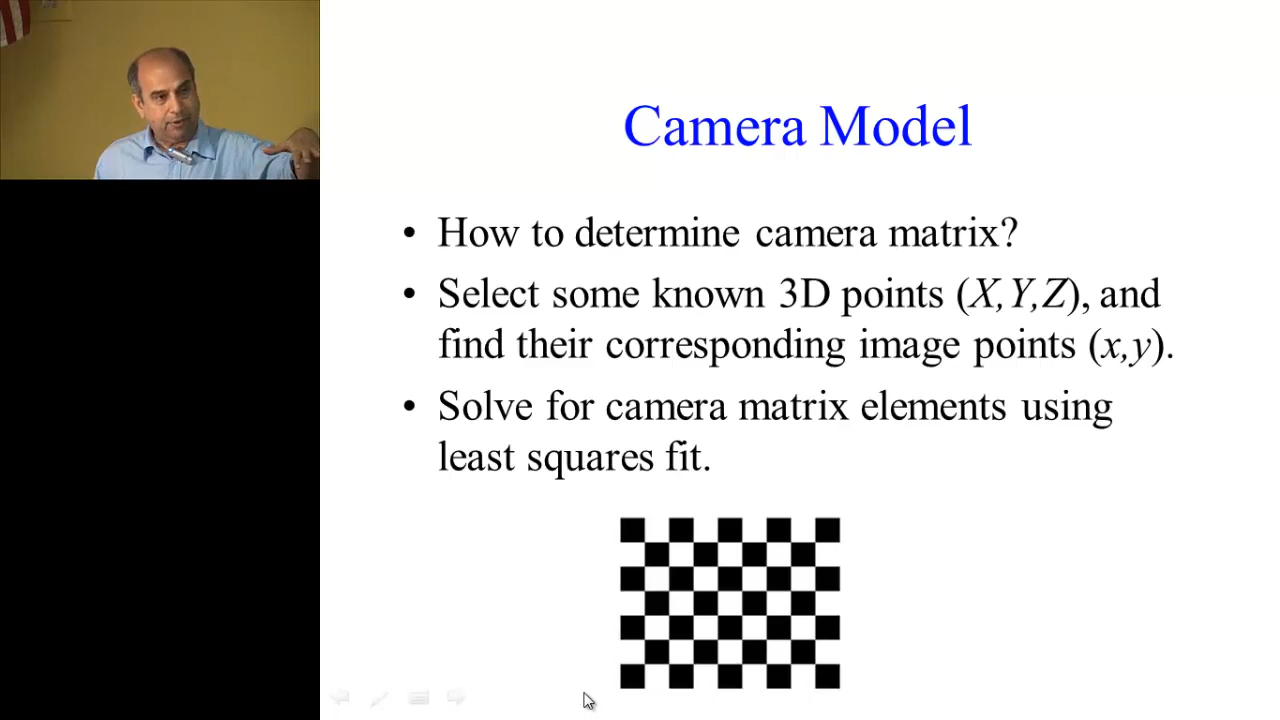 Camera Model
• How to determine camera matrix?
• Select some known 3D points (X,Y,Z), and
find their corresponding image points (x,y).
• Solve for camera matrix elements using
least squares fit.